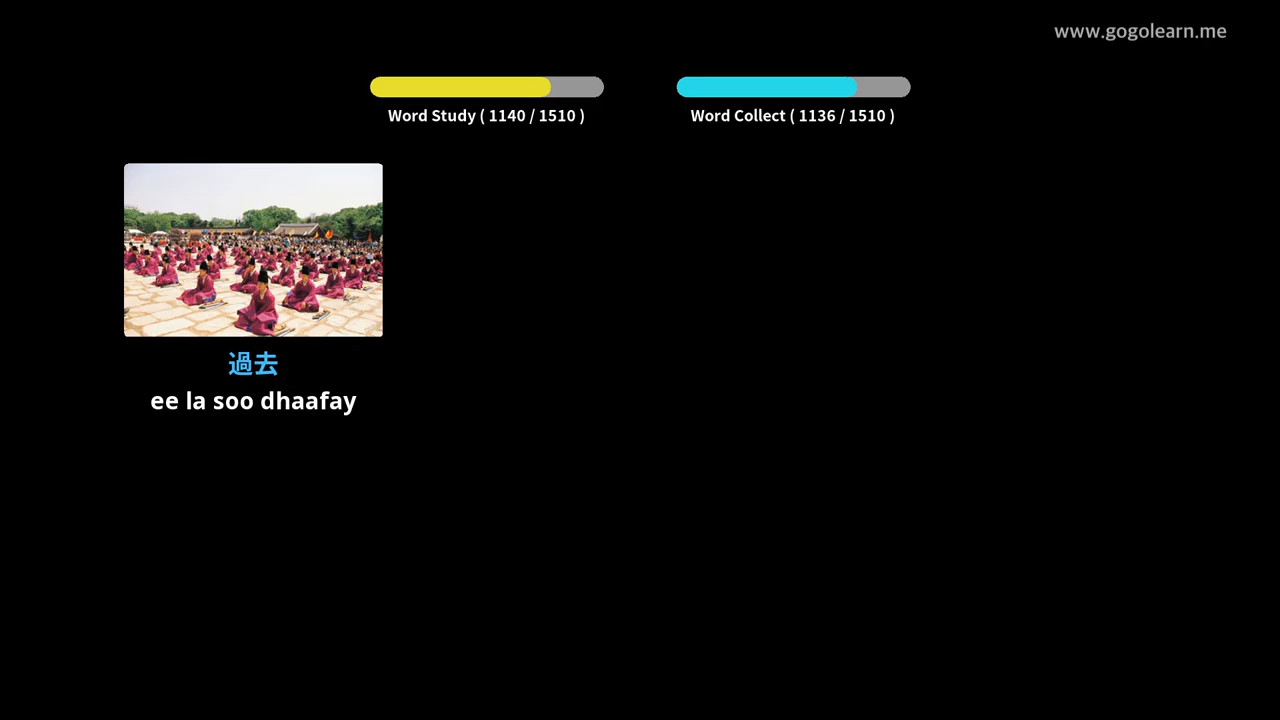 www.gogolearn.me
Word Study ( 1140 / 1510 )
Word Collect ( 1136 / 1510 )
過去
ee la soo dhaafay